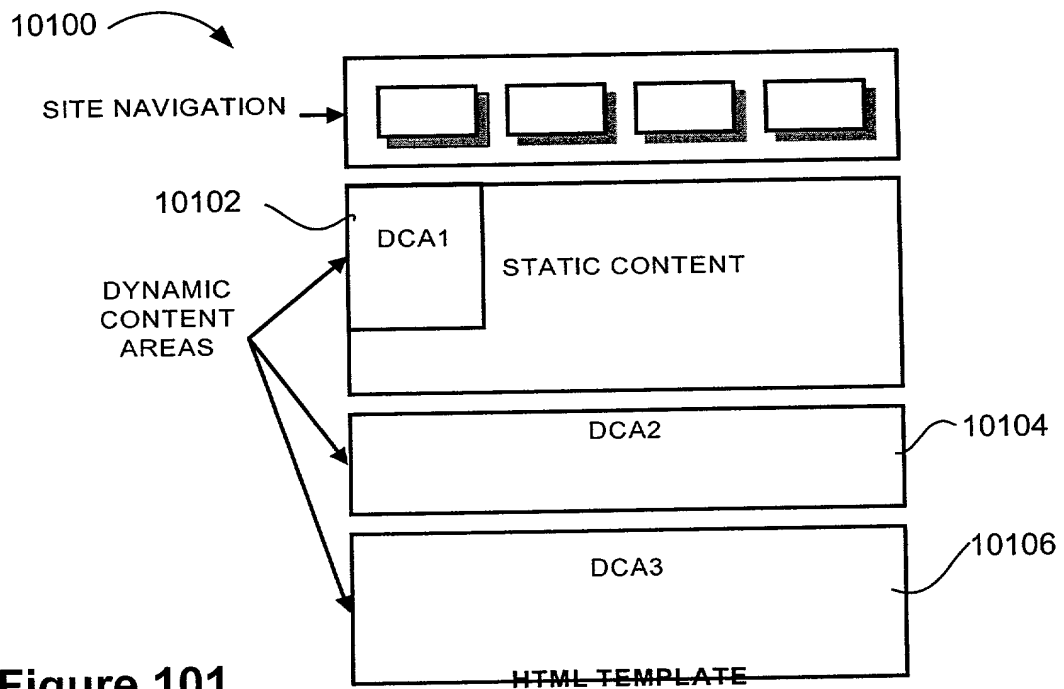 10100
SITE NAVIGATION
10102
DCA1
STATIC CONTENT
DYNAMIC
CONTENT
AREAS
DCA2
10104
10106
DCA3
Figure 101
HTML TEMPLATE